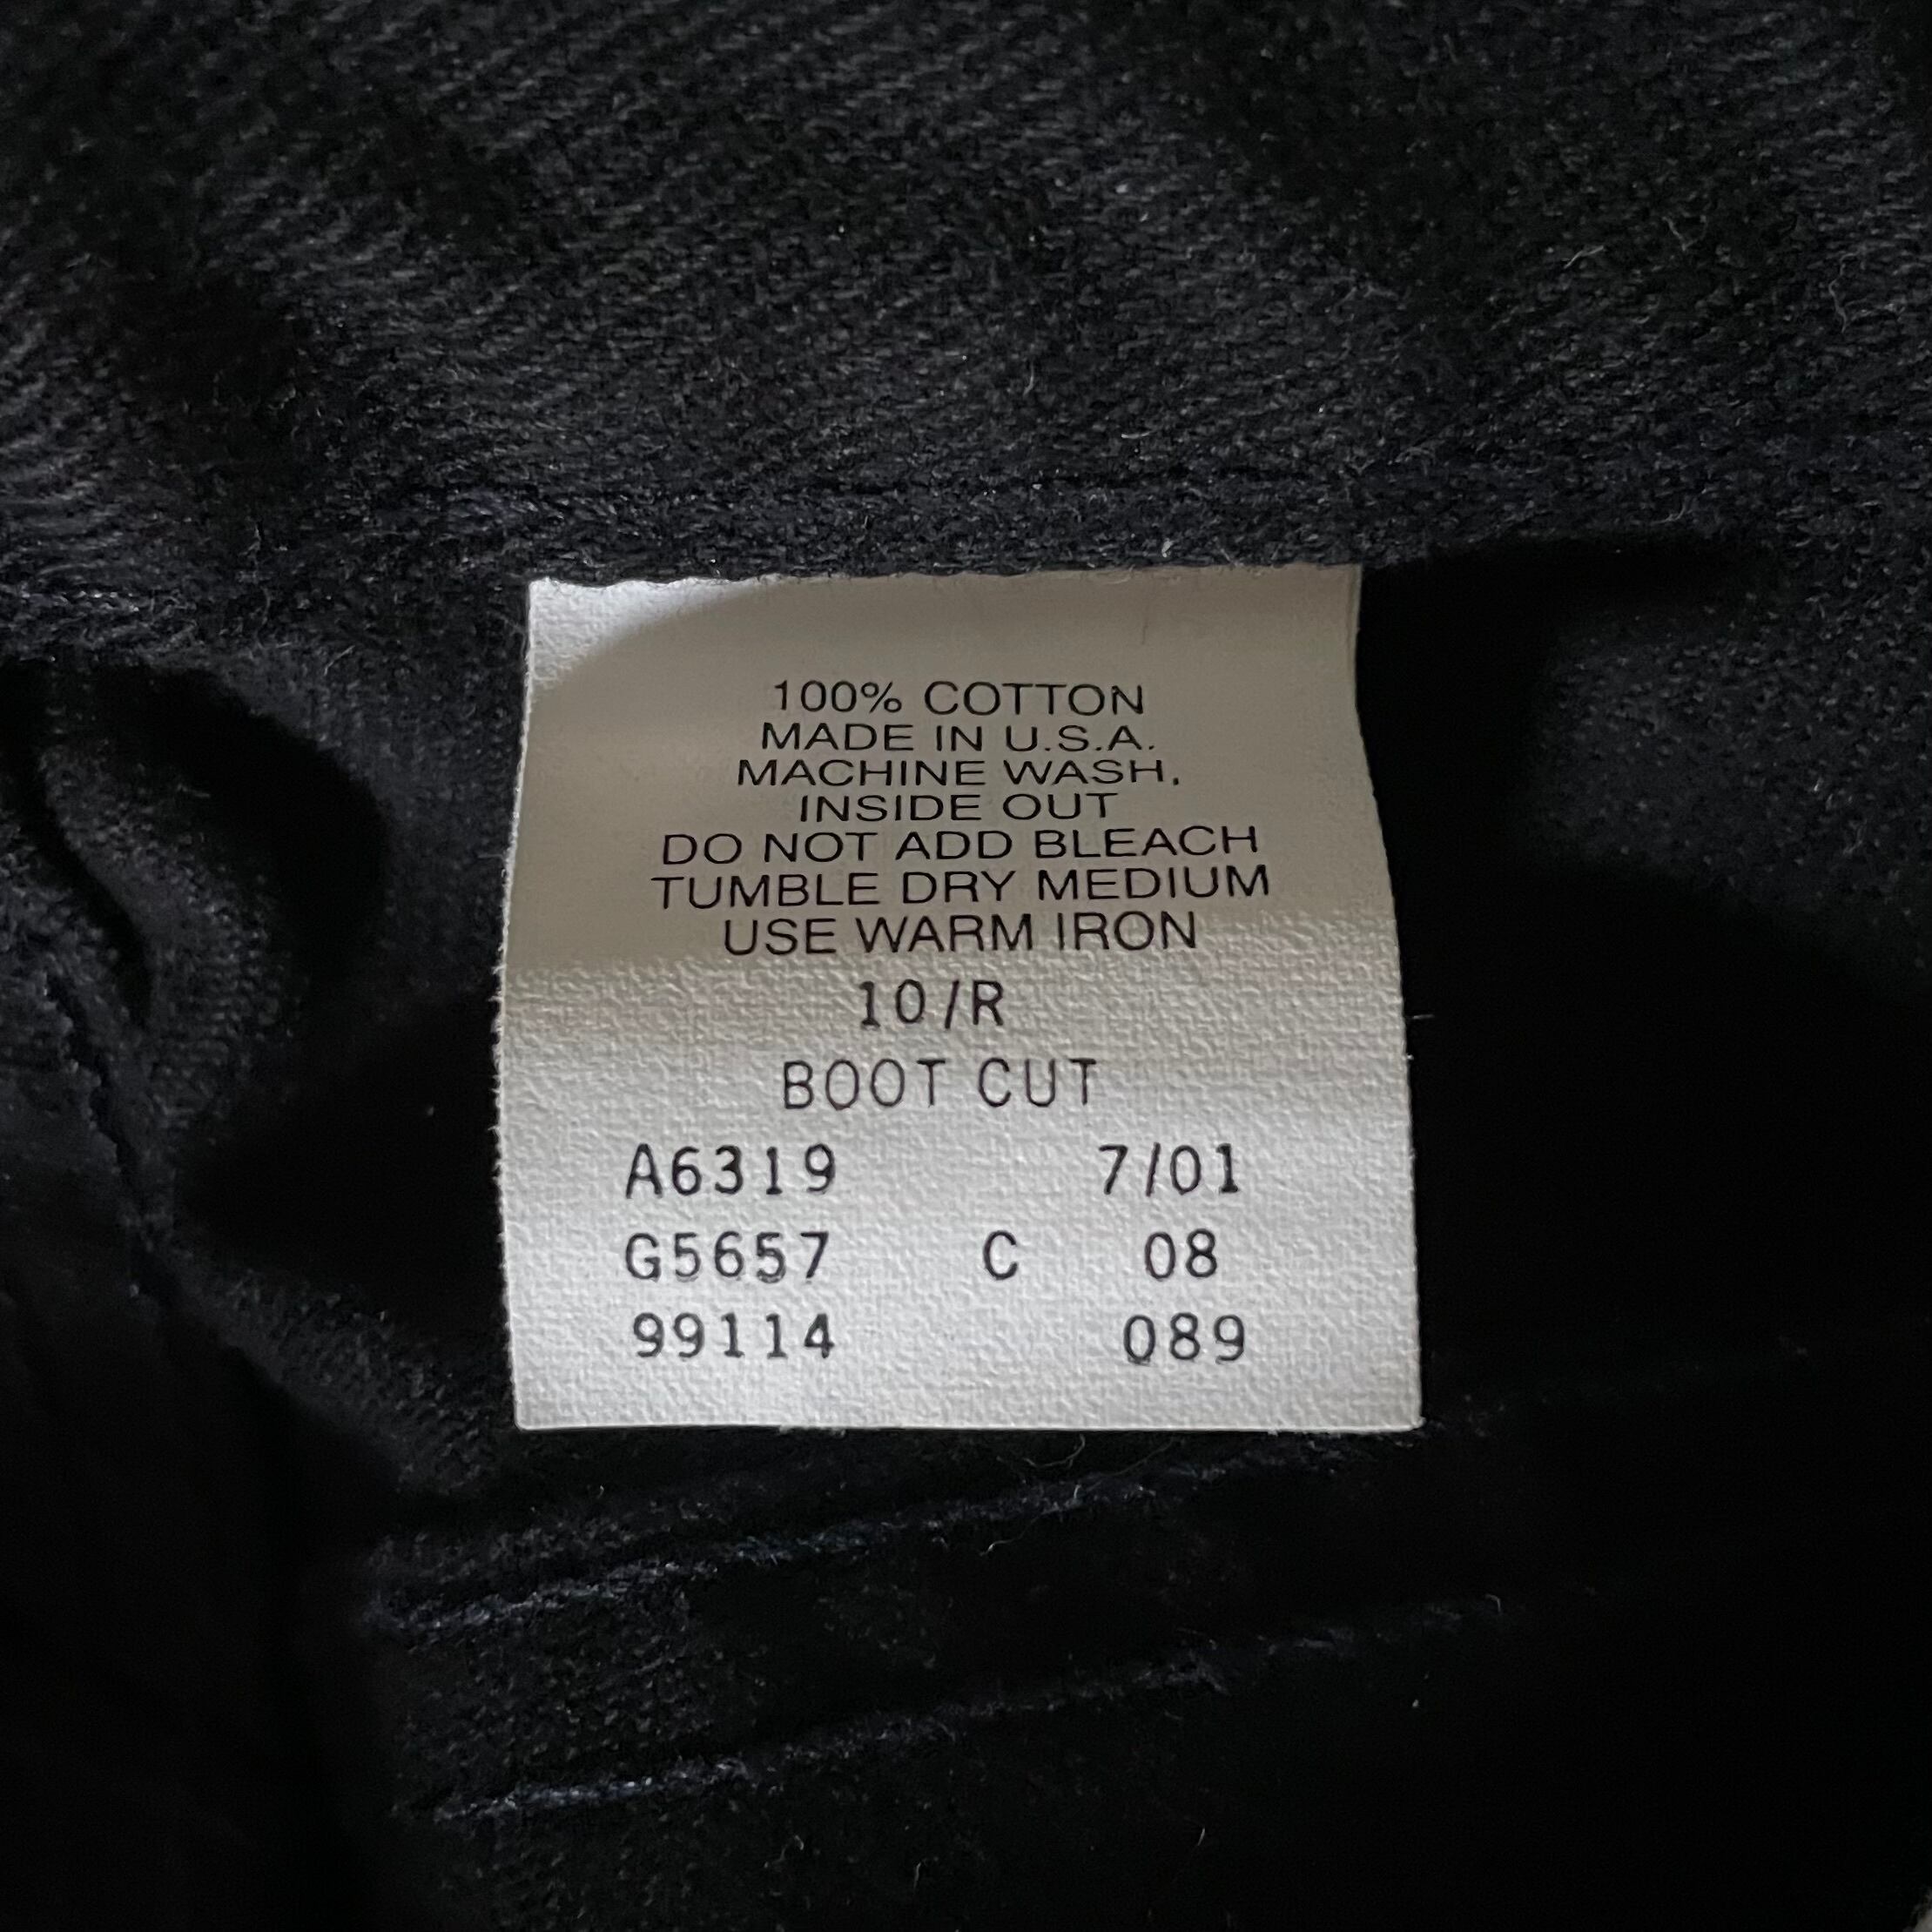 100% COTTON
MADE IN U.S.A.
MACHINE WASH,
INSIDE OUT
DO NOT ADD BLEACH
TUMBLE DRY MEDIUM
USE WARM IRON
10/R
BOOT CUT
A6319 7/01
G5657 C 08
99114 089